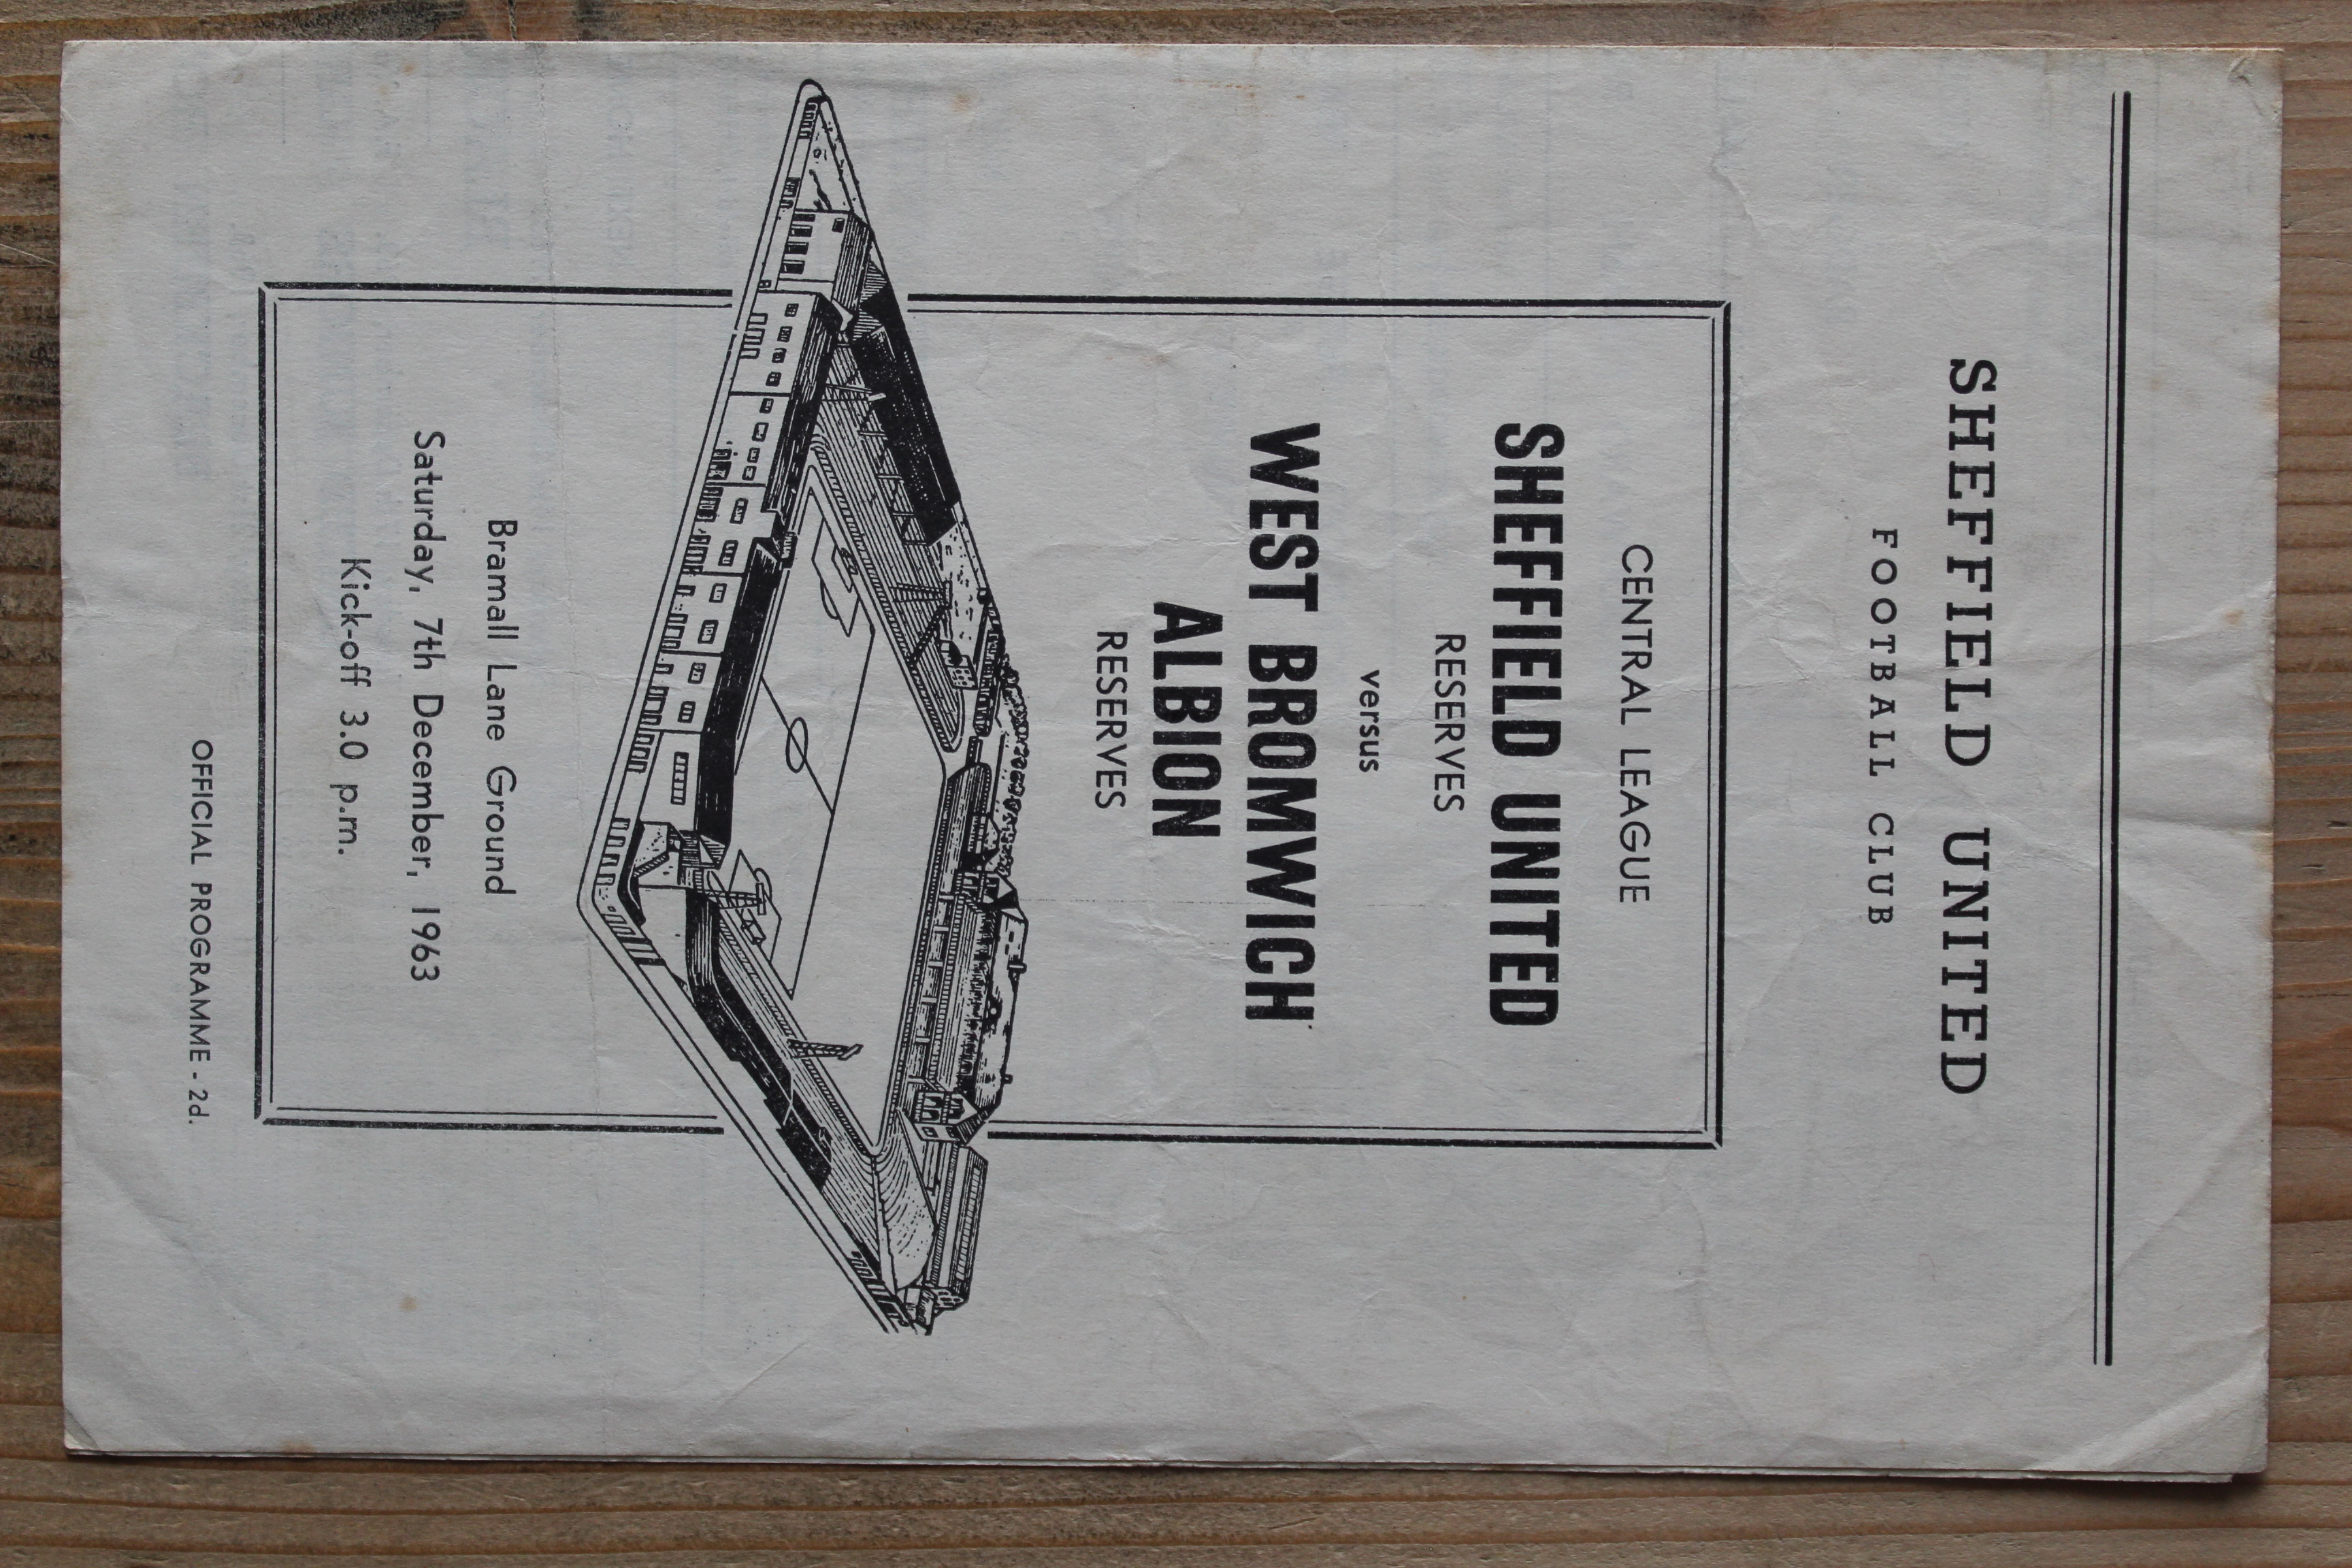 SHEFFIELD UNITED
FOOTBALL CLUB
CENTRAL LEAGUE
SHEFFIELD UNITED
RESERVES
versus
WEST BROMWICH
ALBION
RESERVES
Bramall Lane Ground
Saturday, 7th December, 1963
Kick-off 3.0 p.m.
OFFICIAL PROGRAMME - 2d.